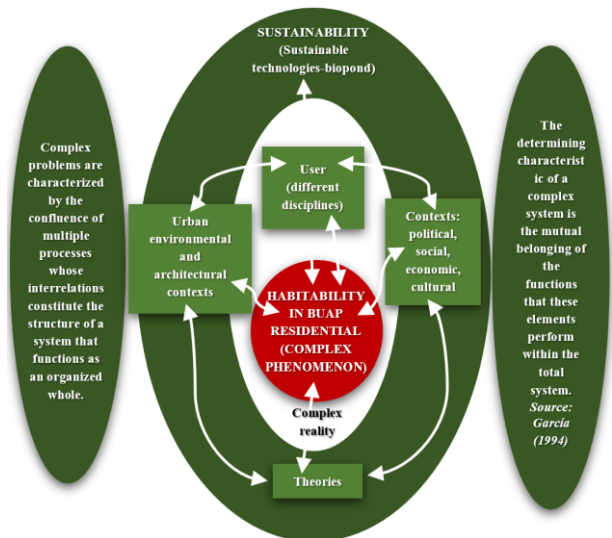 SUSTAINABILITY
(Sustainable
technologies-biopond)
Complex
problems are
characterized
by the
confluence of
multiple
processes
whose
interrelations
constitute the
structure of a
system that
functions as
an organized
whole.
User
(different
disciplines)
Urban
environmental
and
architectural
contexts
Contexts:
political,
social,
economic,
cultural
HABITABILITY
IN BUAP
RESIDENTIAL
(COMPLEX
PHENOMENON)
Complex
reality
Theories
The
determining
characterist
ic of a
complex
system is
the mutual
belonging of
the
functions
that these
elements
perform
within the
total
system.
Source:
García
(1994)